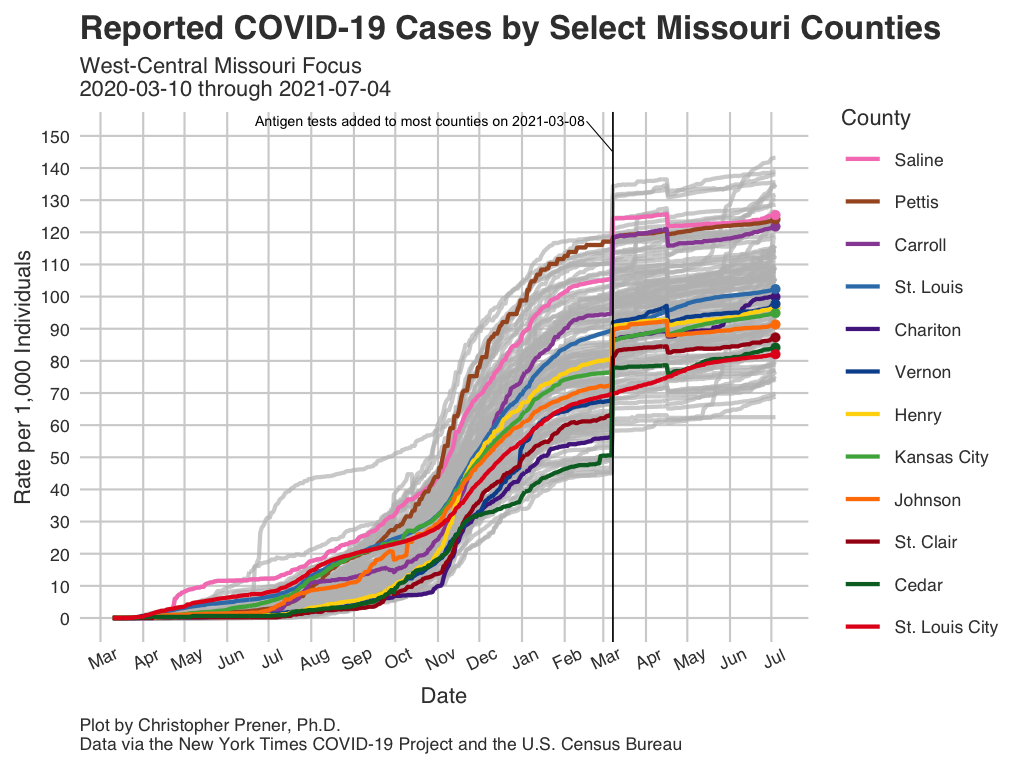 Reported COVID-19 Cases by Select Missouri Counties
West-Central Missouri Focus
2020-03-10 through 2021-07-04
Antigen tests added to most counties on 2021-03-08
Rate per 1,000 Individuals
150
140
130
120
110
100
90
80
70
60
50
40
30
20
10
0
Mar Apr May Jun Jul Aug Sep Oct Nov Dec Jan Feb Mar Apr May Jun Jul
Date
County
Saline
Pettis
Carroll
St. Louis
Chariton
Vernon
Henry
Kansas City
Johnson
St. Clair
Cedar
St. Louis City
Plot by Christopher Prener, Ph.D.
Data via the New York Times COVID-19 Project and the U.S. Census Bureau